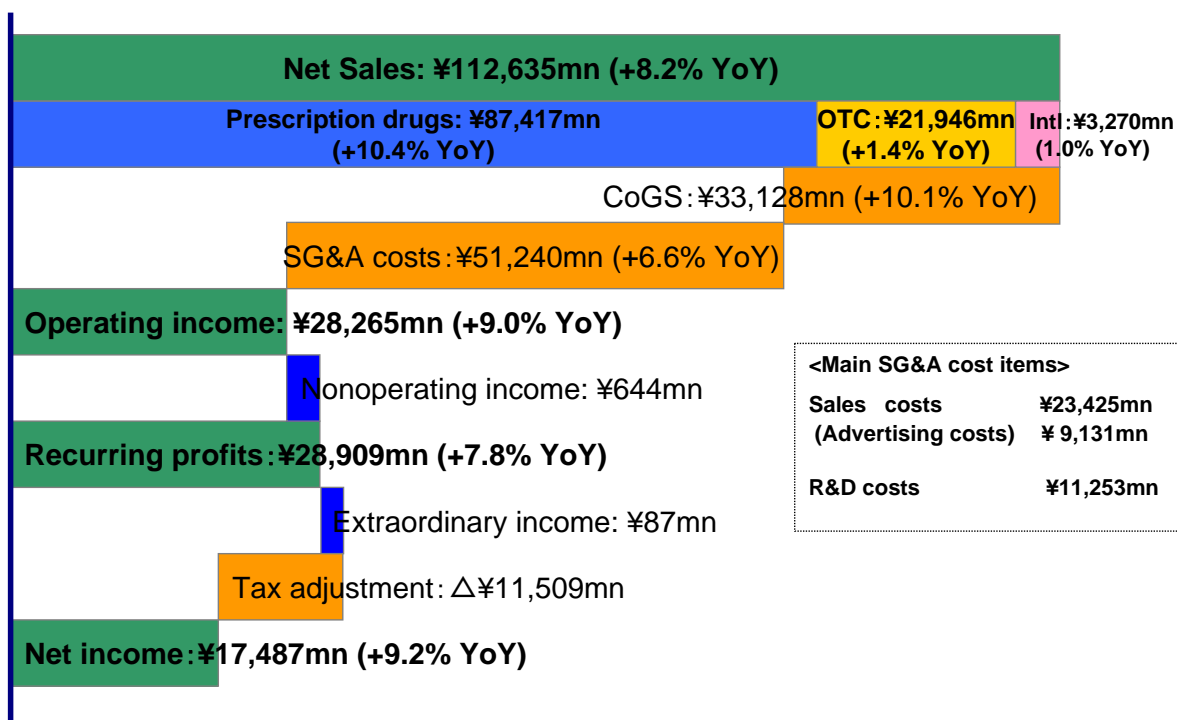 Net Sales: ¥112,635mn (+8.2% YoY)
Prescription drugs: ¥87,417mn
(+10.4% YoY)
OTC:¥21,946mn
(+1.4% YoY)
Intl:¥3,270mn
(1.0% YoY)
CoGS:¥33,128mn (+10.1% YoY)
SG&A costs:¥51,240mn (+6.6% YoY)
Operating income: ¥28,265mn (+9.0% YoY)
Nonoperating income: ¥644mn
Recurring profits:¥28,909mn (+7.8% YoY)
Extraordinary income: ¥87mn
Tax adjustment:△¥11,509mn
Net income:¥17,487mn (+9.2% YoY)
<Main SG&A cost items>
Sales costs ¥23,425mn
(Advertising costs) ¥ 9,131mn
R&D costs ¥11,253mn